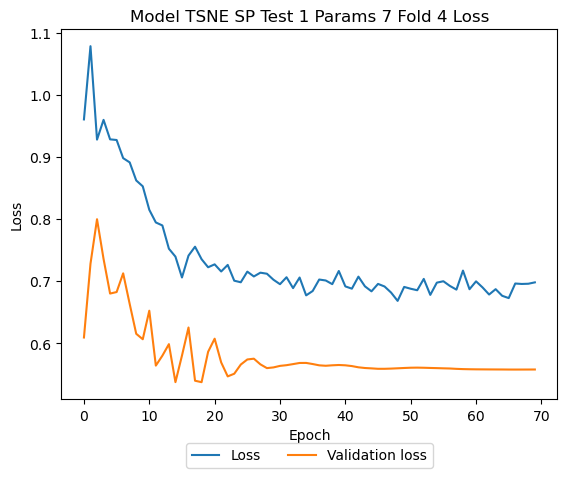 Model TSNE SP Test 1 Params 7 Fold 4 Loss
1.1
1.0
0.9
0.8
0.7
0.6
Loss
0 10 20 30 40 50 60 70
Epoch
Loss Validation loss